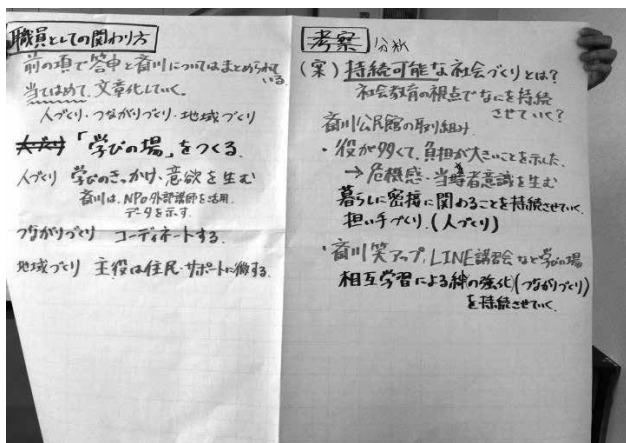 職員としての関わり方
前の項で答申と香川についてはまとめられて
いる
当てはめて、文章化していく。
人づくり・つながりづくり・地域づくり
「学びの場」をつくる
人づくり 学びのきっかけ、意欲を生む
香川は、NPO外部講師を活用。
データを示す。
つながりづくり コーディネートする。
地域づくり 主役は住民・サポートに徹する。
考察 分析
(案) 持続可能な社会づくりとは?
社会教育の視点でなにを持続
させていく?
香川公民館の取り組み
・役が多くて、負担が大きいことを示した。
→ 危機感・当事者意識を生む
暮らしに密接に関わることを持続させていく
担い手づくり。(人づくり)
・香川笑アップ、LINE講習会など学びの場
相互学習による絆の強化(つながりづくり)
を持続させていく